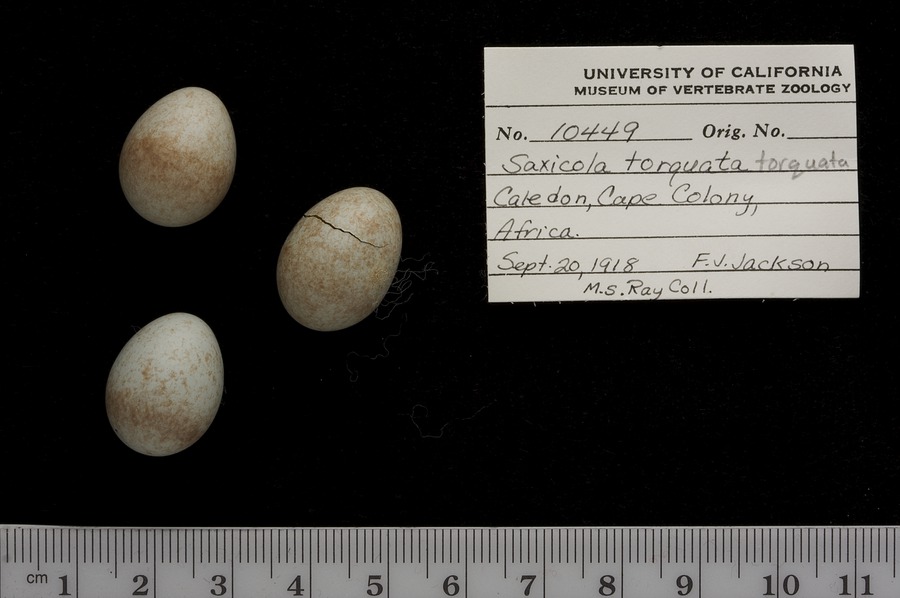 UNIVERSITY OF CALIFORNIA
MUSEUM OF VERTEBRATE ZOOLOGY
No. 10449 Orig. No.
Saxicola torquata torquata
Caledon, Cape Colony,
Africa.
Sept. 20, 1918 F.V. Jackson
M.S. Ray Coll.
cm 1 2 3 4 5 6 7 8 9 10 11